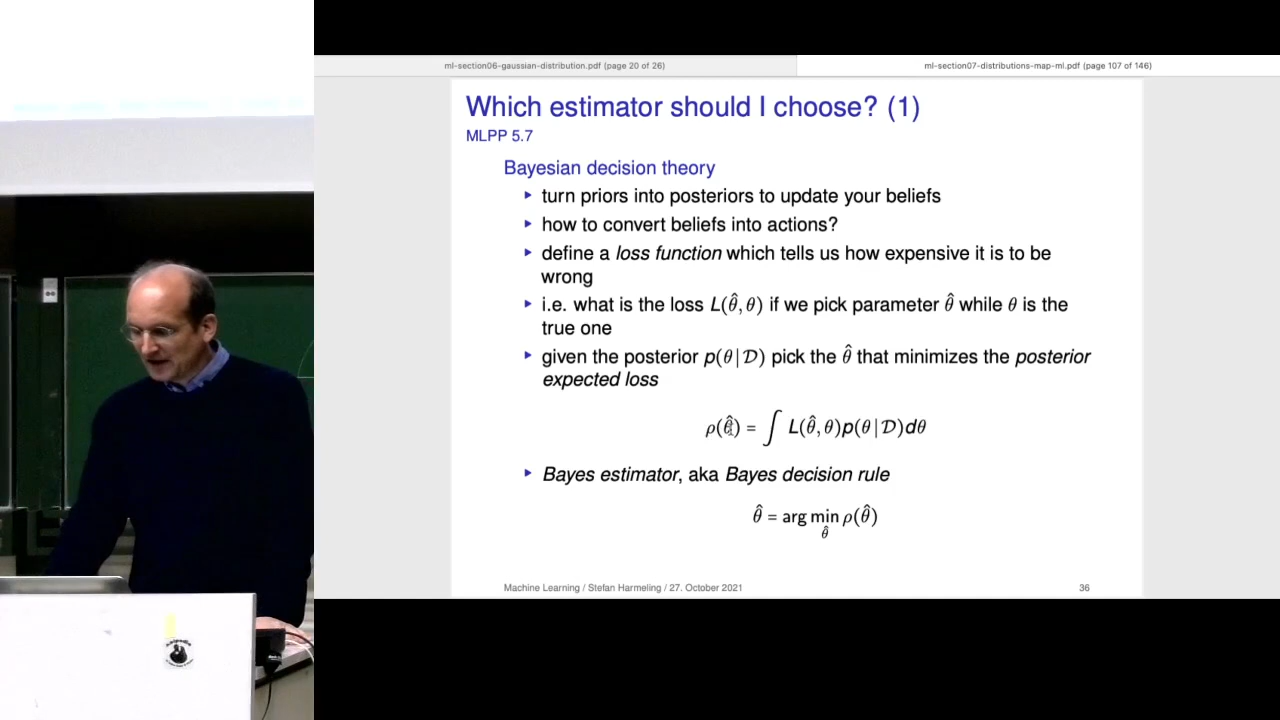 ml-section06-gaussian-distribution.pdf (page 20 of 26)
ml-section07-distributions-map-ml.pdf (page 107 of 146)
Which estimator should I choose? (1)
MLPP 5.7
Bayesian decision theory
turn priors into posteriors to update your beliefs
how to convert beliefs into actions?
define a loss function which tells us how expensive it is to be
wrong
i.e. what is the loss L(θ̂, θ) if we pick parameter θ̂ while θ is the
true one
given the posterior p(θ|𝒟) pick the θ̂ that minimizes the posterior
expected loss
ρ(θ̂) = ∫ L(θ̂, θ)p(θ|𝒟)dθ
Bayes estimator, aka Bayes decision rule
θ̂ = arg min ρ(θ̂)
θ̂
Machine Learning / Stefan Harmeling / 27. October 2021
36